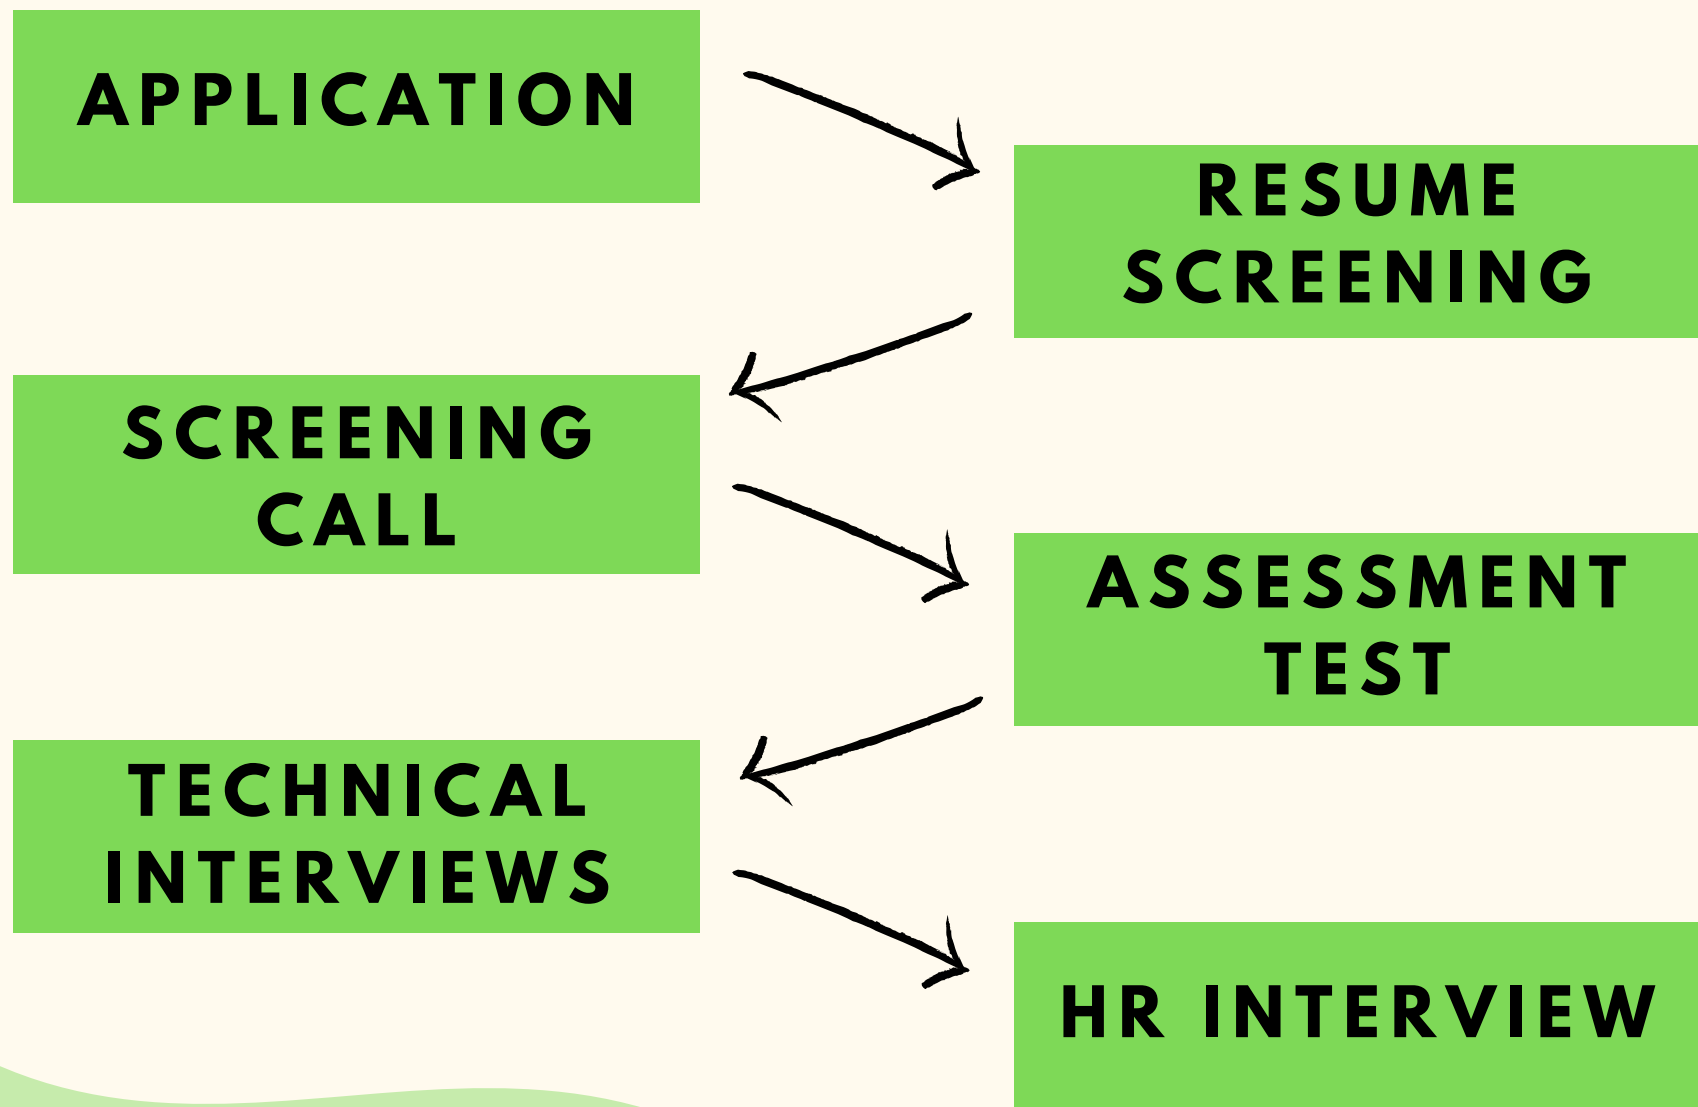 APPLICATION
RESUME
SCREENING
SCREENING
CALL
ASSESSMENT
TEST
TECHNICAL
INTERVIEWS
HR INTERVIEW